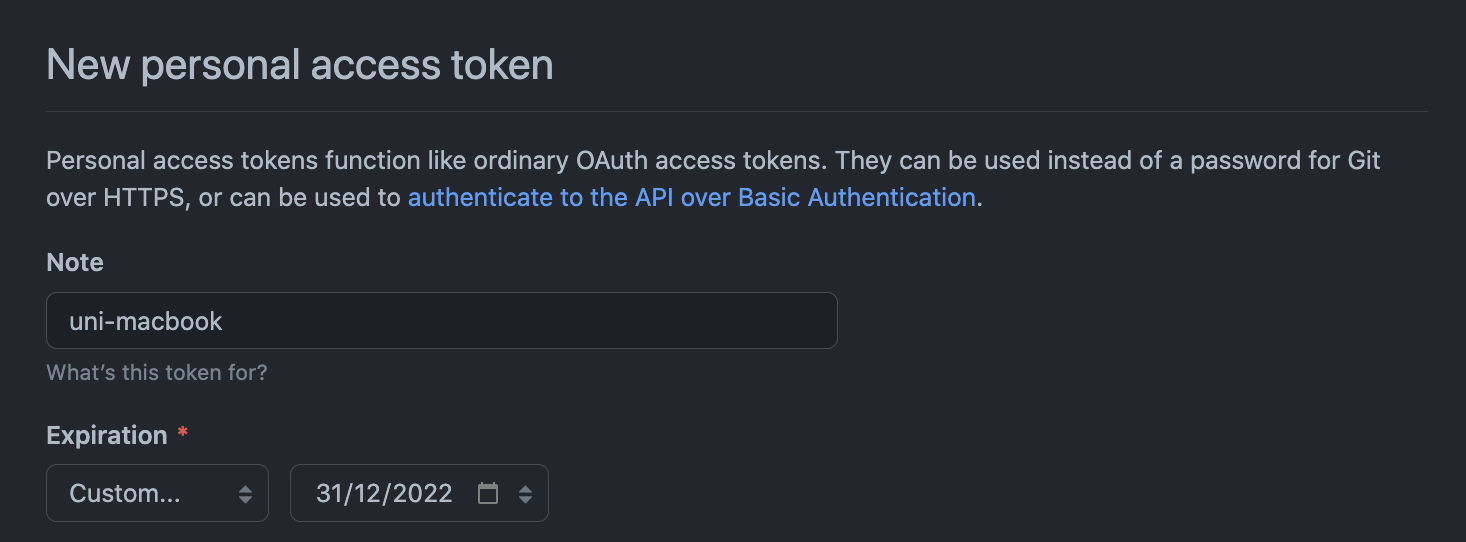 New personal access token
Personal access tokens function like ordinary OAuth access tokens. They can be used instead of a password for Git
over HTTPS, or can be used to authenticate to the API over Basic Authentication.
Note
uni-macbook
What's this token for?
Expiration *
Custom... 31/12/2022